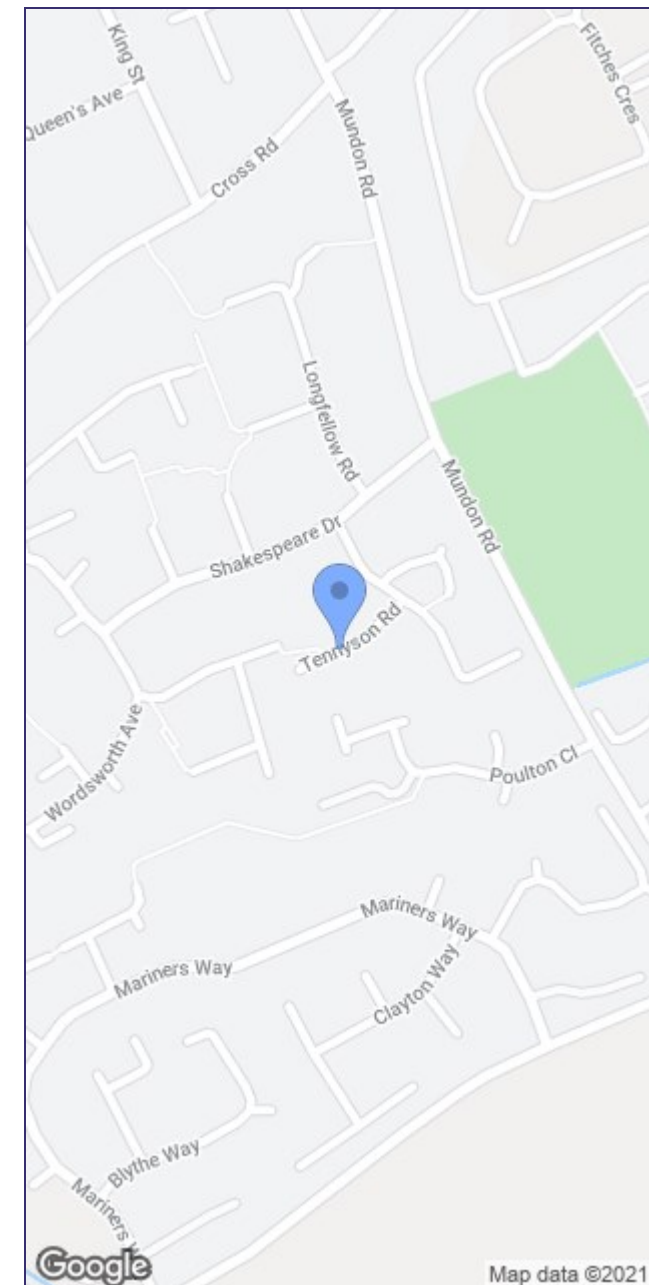 King St
Fitches Cres
Queen's Ave
Mundon Rd
Cross Rd
Longfellow Rd
Mundon Rd
Shakespeare Dr
Tennyson Rd
Wordsworth Ave
Poulton Cl
Mariners Way
Mariners Way
Clayton Way
Blythe Way
Mariners W
Google
Map data ©2021